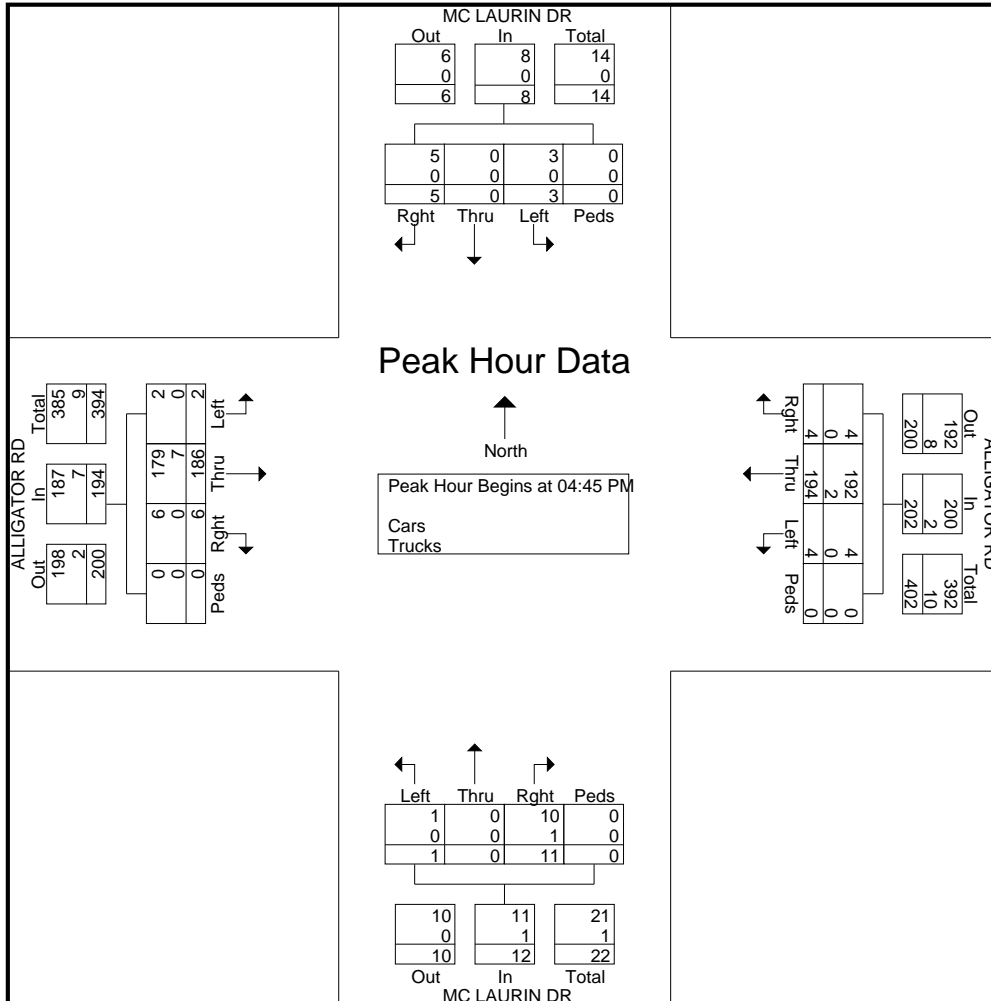 MC LAURIN DR
Out In Total
6 8 14
0 0 0
6 8 14
5 0 3 0
0 0 0 0
5 0 3 0
Rght Thru Left Peds
Peak Hour Data
North
Peak Hour Begins at 04:45 PM
Cars
Trucks
ALLIGATOR RD
Total In Out
385 187 198
9 7 2
394 194 200
2 179 6 0
0 7 0 0
2 186 6 0
Left Thru Rght Peds
ALLIGATOR RD
Out In Total
192 200 392
8 2 10
200 202 402
4 192 4 0
0 2 0 0
4 194 4 0
Rght Thru Left Peds
Left Thru Rght Peds
1 0 10 0
0 0 1 0
1 0 11 0
10 11 21
0 1 1
10 12 22
Out In Total
MC LAURIN DR